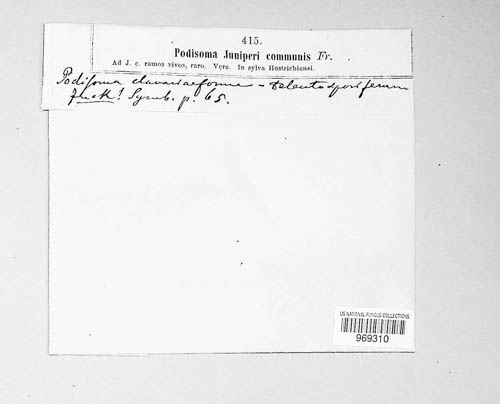 415.
Podisoma Juniperi communis Fr.
Ad J. c. ramos vivos, raro. Vere. In sylva Hostrichiensi.
Podisoma clavariaeforme - teleutosporiferum
Fuck! Symb. p. 65.
US NATIONAL FUNGUS COLLECTIONS
969310